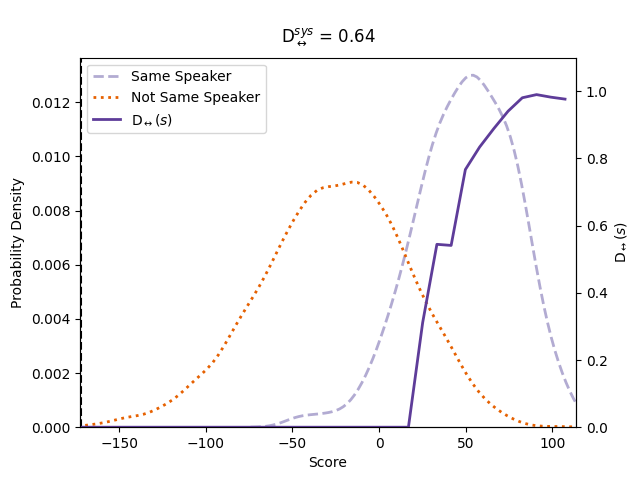 D↔^sys = 0.64
Same Speaker
Not Same Speaker
D↔(s)
Probability Density
0.012
0.010
0.008
0.006
0.004
0.002
0.000
1.0
0.8
0.6
0.4
0.2
0.0
D↔(s)
−150
−100
−50
0
50
100
Score